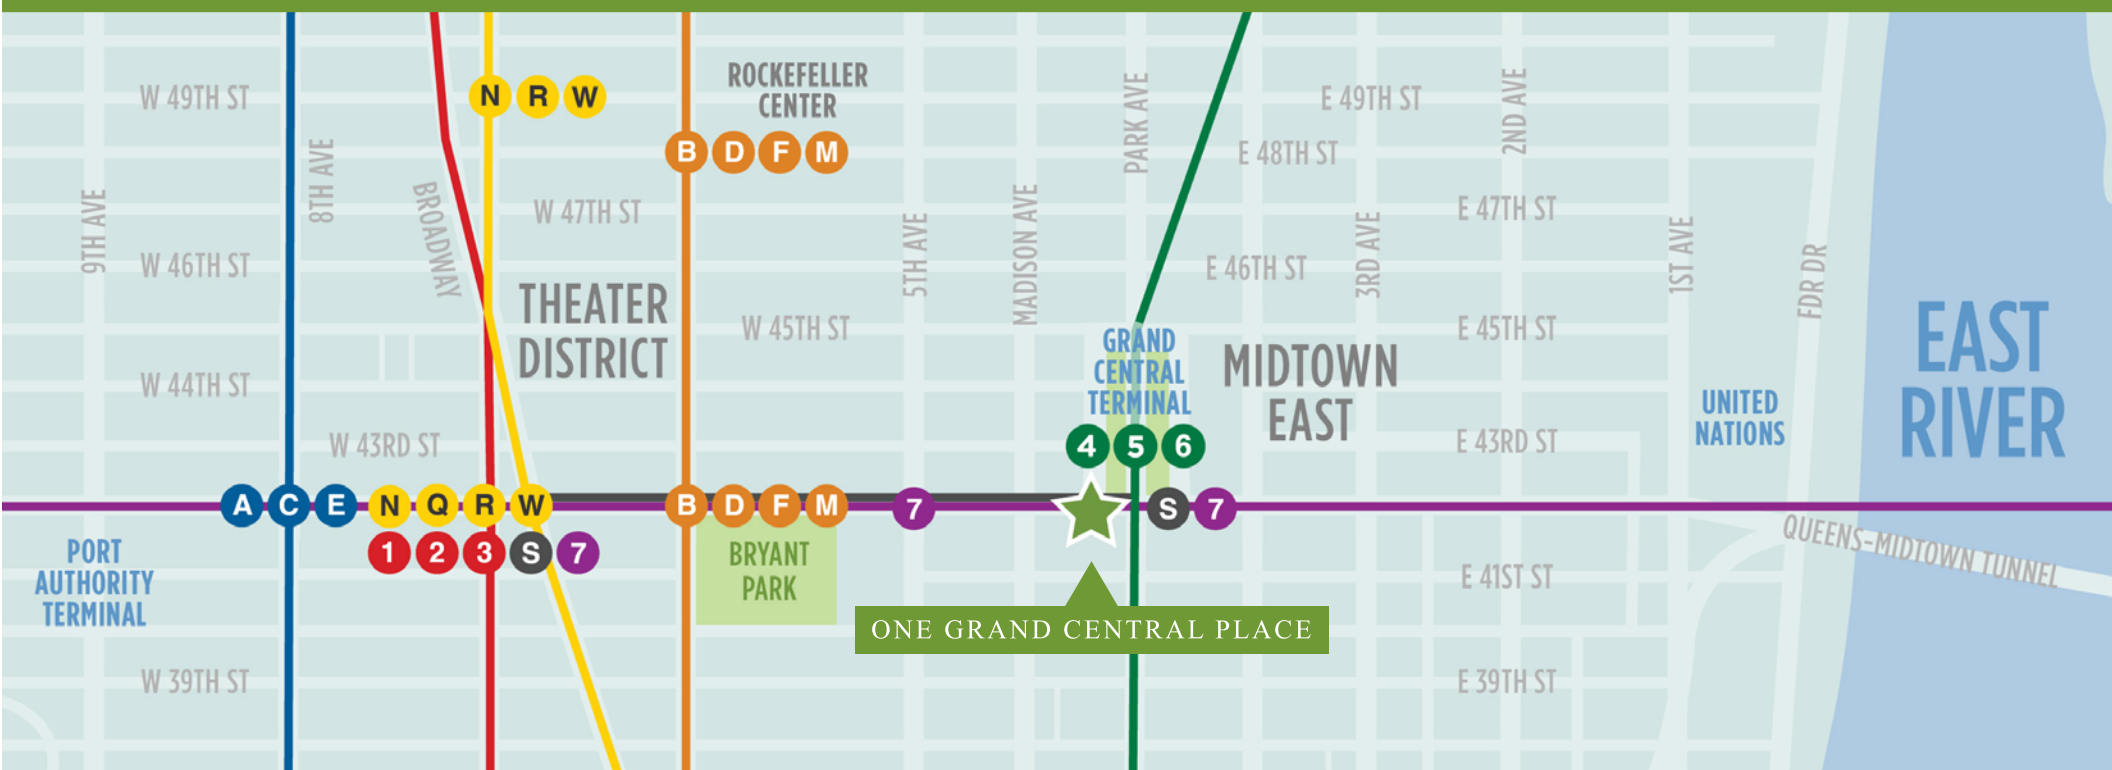 W 49TH ST
N R W
ROCKEFELLER
CENTER
PARK AVE
E 49TH ST
2ND AVE
B D F M
E 48TH ST
8TH AVE
9TH AVE
BROADWAY
W 47TH ST
5TH AVE
MADISON AVE
E 47TH ST
3RD AVE
1ST AVE
FDR DR
W 46TH ST
E 46TH ST
THEATER
DISTRICT
W 45TH ST
GRAND
CENTRAL
TERMINAL
MIDTOWN
EAST
E 45TH ST
EAST
RIVER
W 44TH ST
UNITED
NATIONS
W 43RD ST
4 5 6
E 43RD ST
A C E N Q R W
B D F M
7
S 7
1 2 3 S 7
PORT
AUTHORITY
TERMINAL
BRYANT
PARK
QUEENS-MIDTOWN TUNNEL
E 41ST ST
ONE GRAND CENTRAL PLACE
W 39TH ST
E 39TH ST